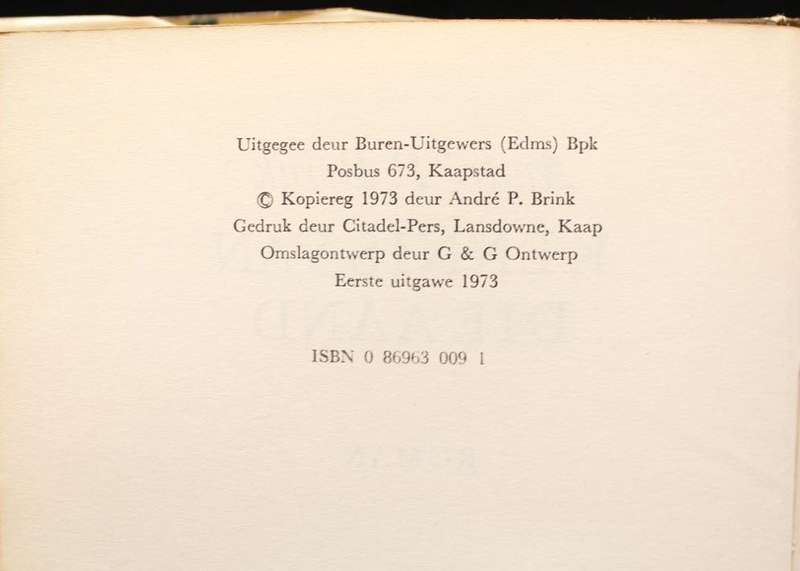 Uitgegee deur Buren-Uitgewers (Edms) Bpk
Posbus 673, Kaapstad
© Kopiereg 1973 deur André P. Brink
Gedruk deur Citadel-Pers, Lansdowne, Kaap
Omslagontwerp deur G & G Ontwerp
Eerste uitgawe 1973
ISBN 0 86963 009 1